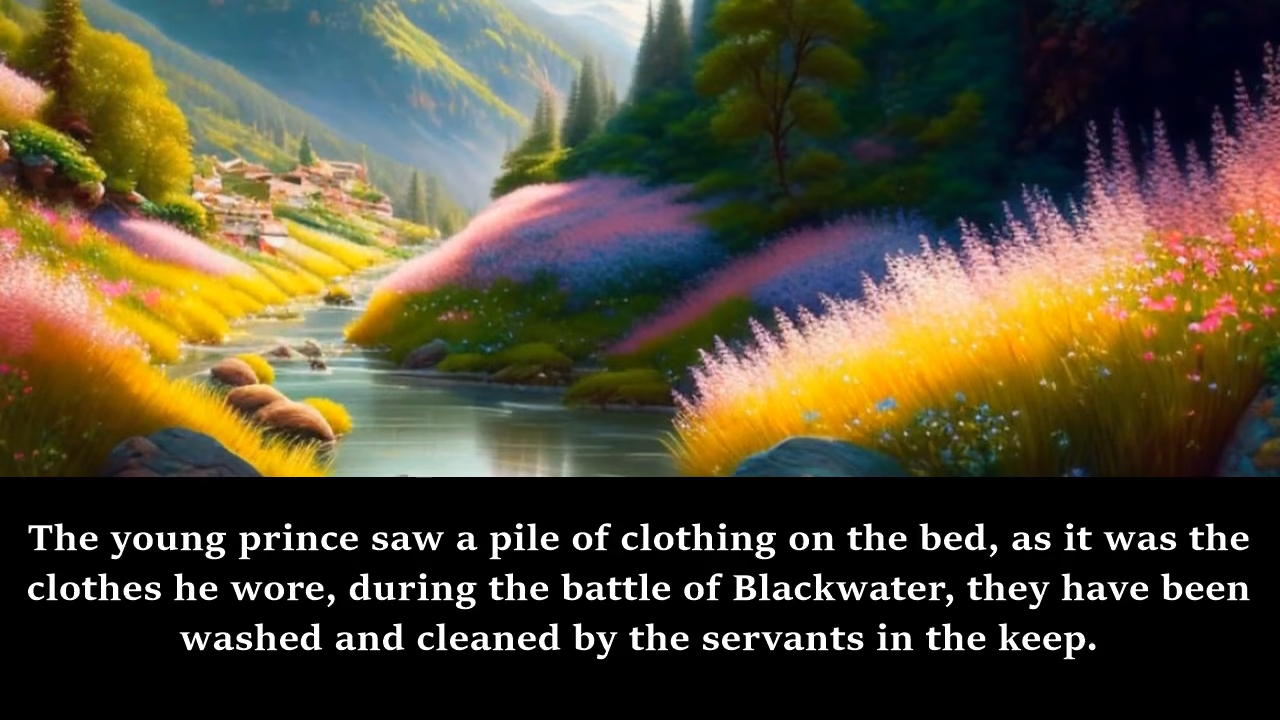 The young prince saw a pile of clothing on the bed, as it was the
clothes he wore, during the battle of Blackwater, they have been
washed and cleaned by the servants in the keep.